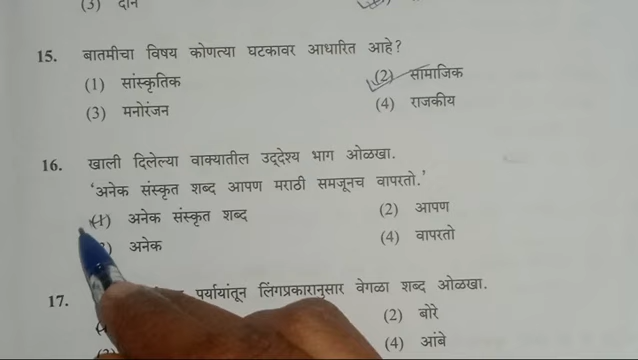 (3) दोन
15. बातमीचा विषय कोणत्या घटकावर आधारित आहे?
(1) सांस्कृतिक (2) सामाजिक
(3) मनोरंजन (4) राजकीय
16. खाली दिलेल्या वाक्यातील उद्देश्य भाग ओळखा.
'अनेक संस्कृत शब्द आपण मराठी समजूनच वापरतो.'
(1) अनेक संस्कृत शब्द (2) आपण
) अनेक (4) वापरतो
17. पर्यायांतून लिंगप्रकारानुसार वेगळा शब्द ओळखा.
(2) बोरे
(4) आंबे